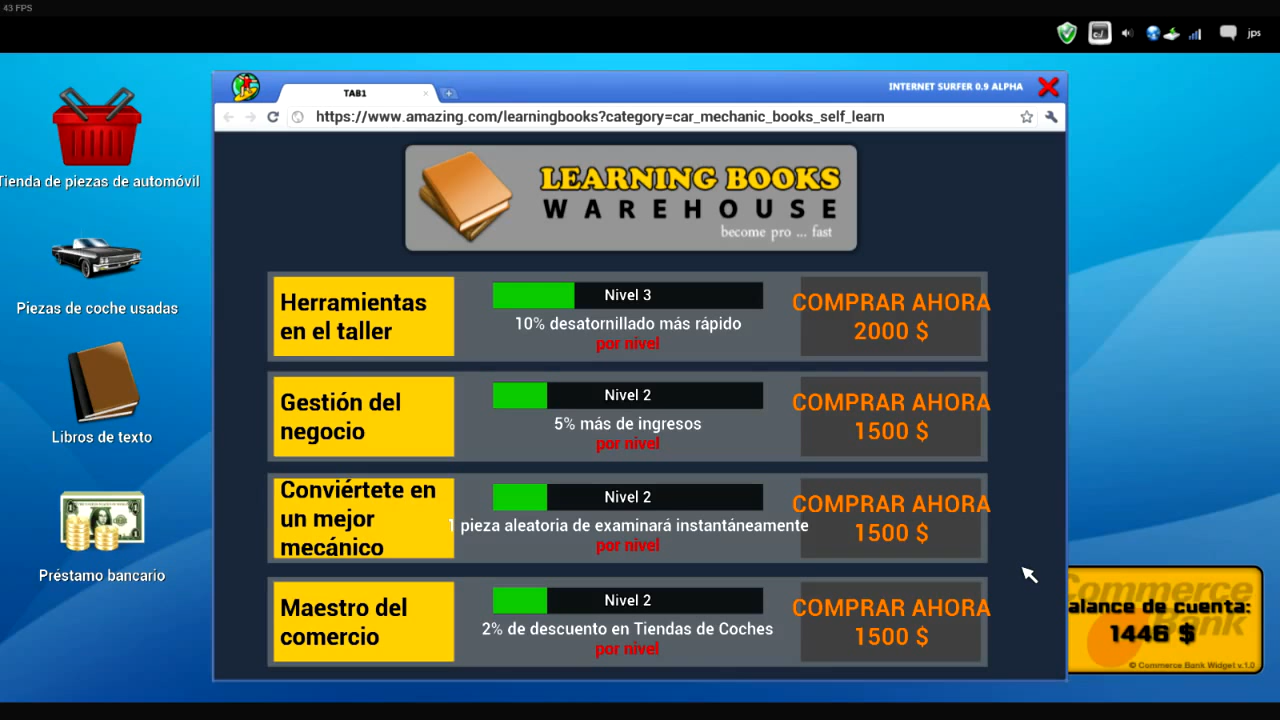 43 FPS
jps
TAB1
INTERNET SURFER 0.9 ALPHA
https://www.amazing.com/learningbooks?category=car_mechanic_books_self_learn
LEARNING BOOKS
WAREHOUSE
become pro ... fast
Tienda de piezas de automóvil
Piezas de coche usadas
Libros de texto
Préstamo bancario
Herramientas
en el taller
Nivel 3
10% desatornillado más rápido
por nivel
COMPRAR AHORA
2000 $
Gestión del
negocio
Nivel 2
5% más de ingresos
por nivel
COMPRAR AHORA
1500 $
Conviértete en
un mejor
mecánico
Nivel 2
1 pieza aleatoria de examinará instantáneamente
por nivel
COMPRAR AHORA
1500 $
Maestro del
comercio
Nivel 2
2% de descuento en Tiendas de Coches
por nivel
COMPRAR AHORA
1500 $
Commerce
Bank
alance de cuenta:
1446 $
© Commerce Bank Widget v.1.0